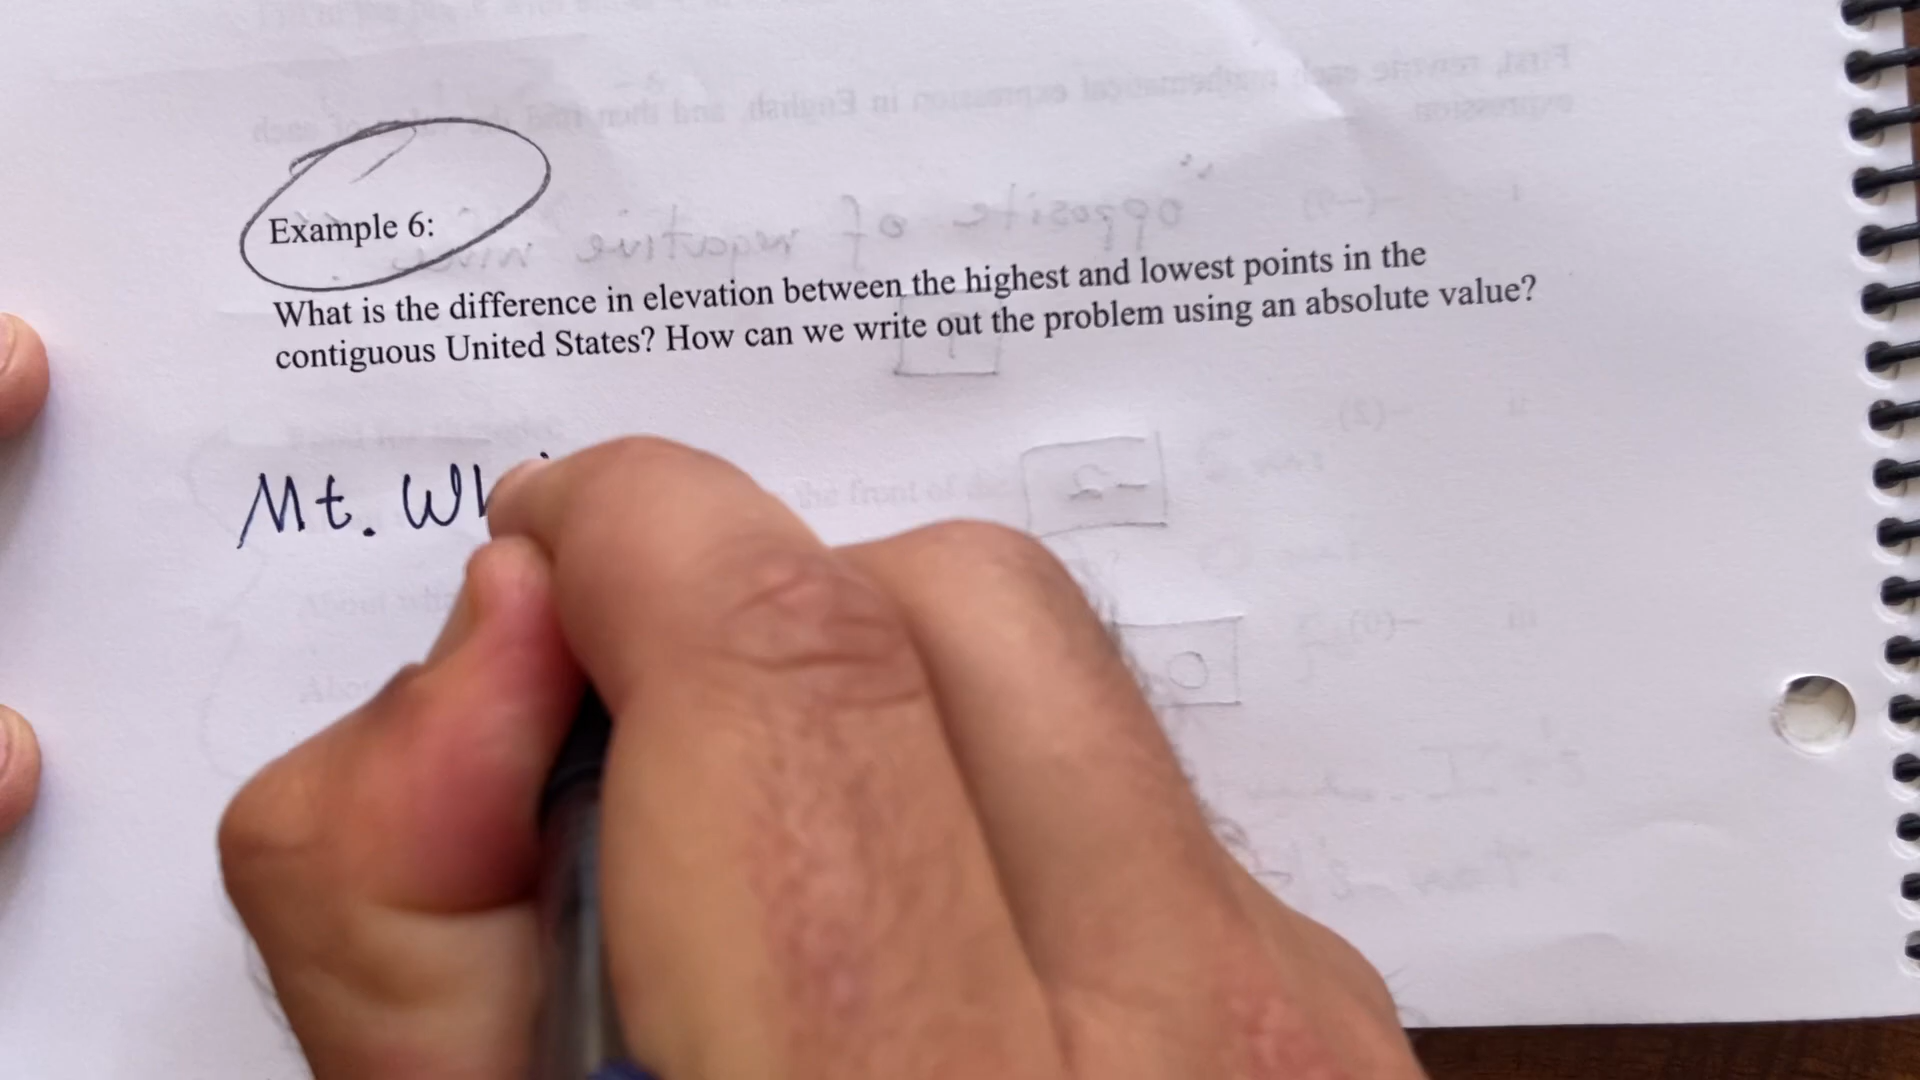 Example 6:
What is the difference in elevation between the highest and lowest points in the
contiguous United States? How can we write out the problem using an absolute value?
Mt. Wh